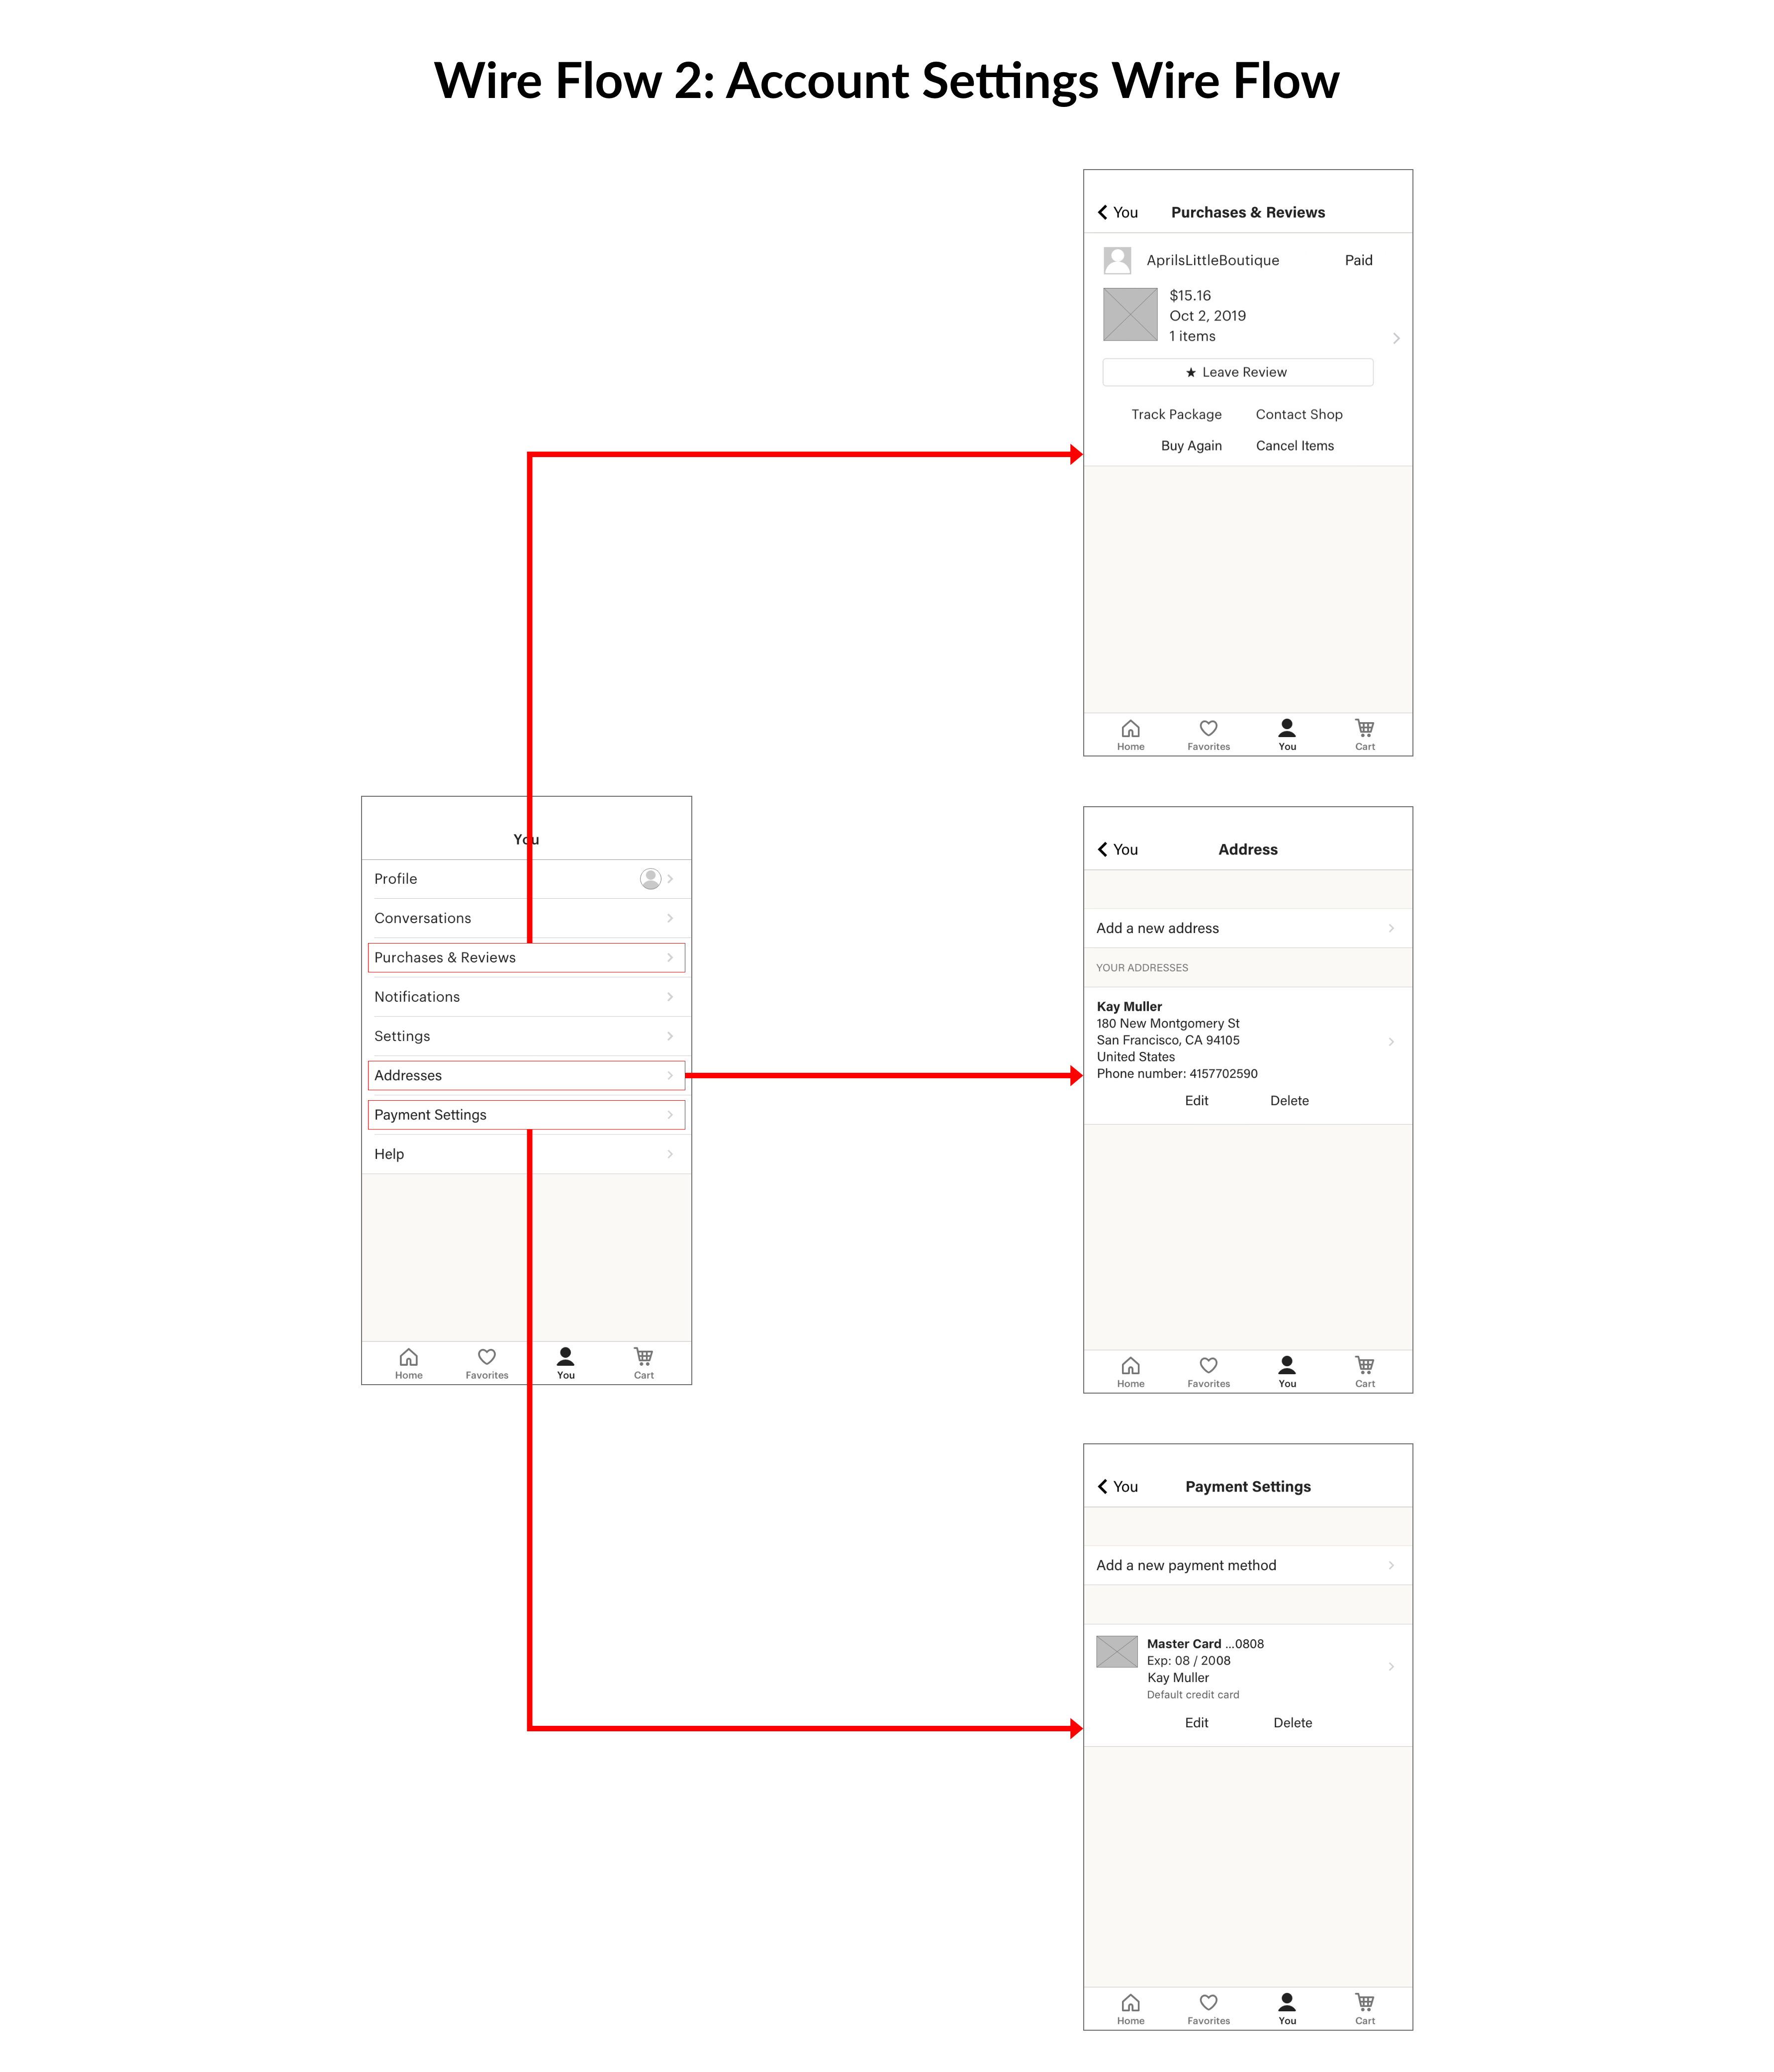 Wire Flow 2: Account Settings Wire Flow
You
Profile
Conversations
Purchases & Reviews
Notifications
Settings
Addresses
Payment Settings
Help
Home Favorites You Cart
You Purchases & Reviews
AprilsLittleBoutique Paid
$15.16
Oct 2, 2019
1 items
★ Leave Review
Track Package Contact Shop
Buy Again Cancel Items
Home Favorites You Cart
You Address
Add a new address
YOUR ADDRESSES
Kay Muller
180 New Montgomery St
San Francisco, CA 94105
United States
Phone number: 4157702590
Edit Delete
Home Favorites You Cart
You Payment Settings
Add a new payment method
Master Card ...0808
Exp: 08 / 2008
Kay Muller
Default credit card
Edit Delete
Home Favorites You Cart